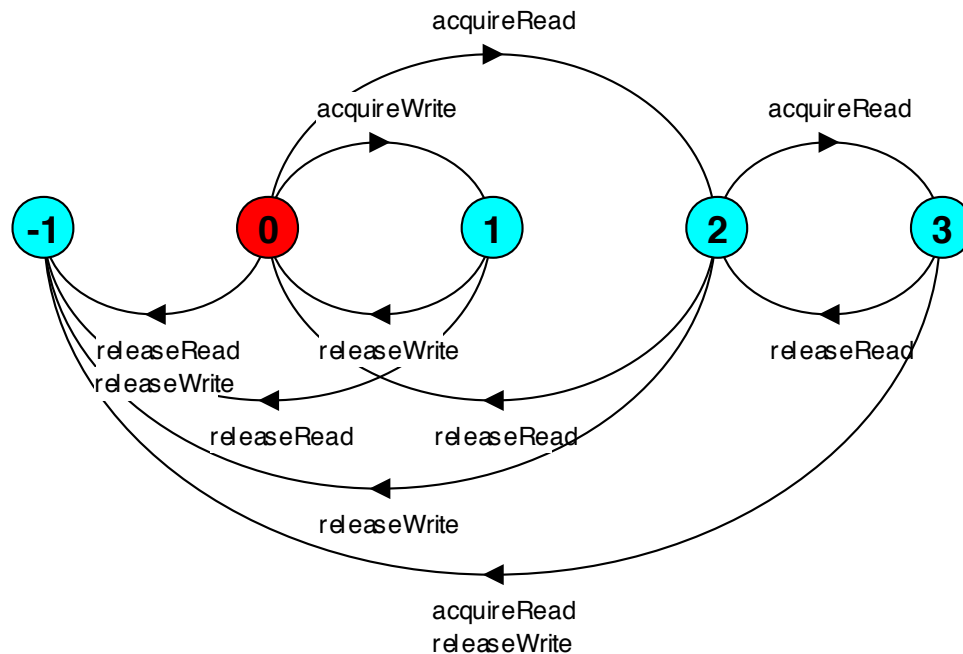 acquireRead
acquireWrite
acquireRead
-1
0
1
2
3
releaseRead
releaseWrite
releaseWrite
releaseRead
releaseRead
releaseRead
releaseWrite
acquireRead
releaseWrite